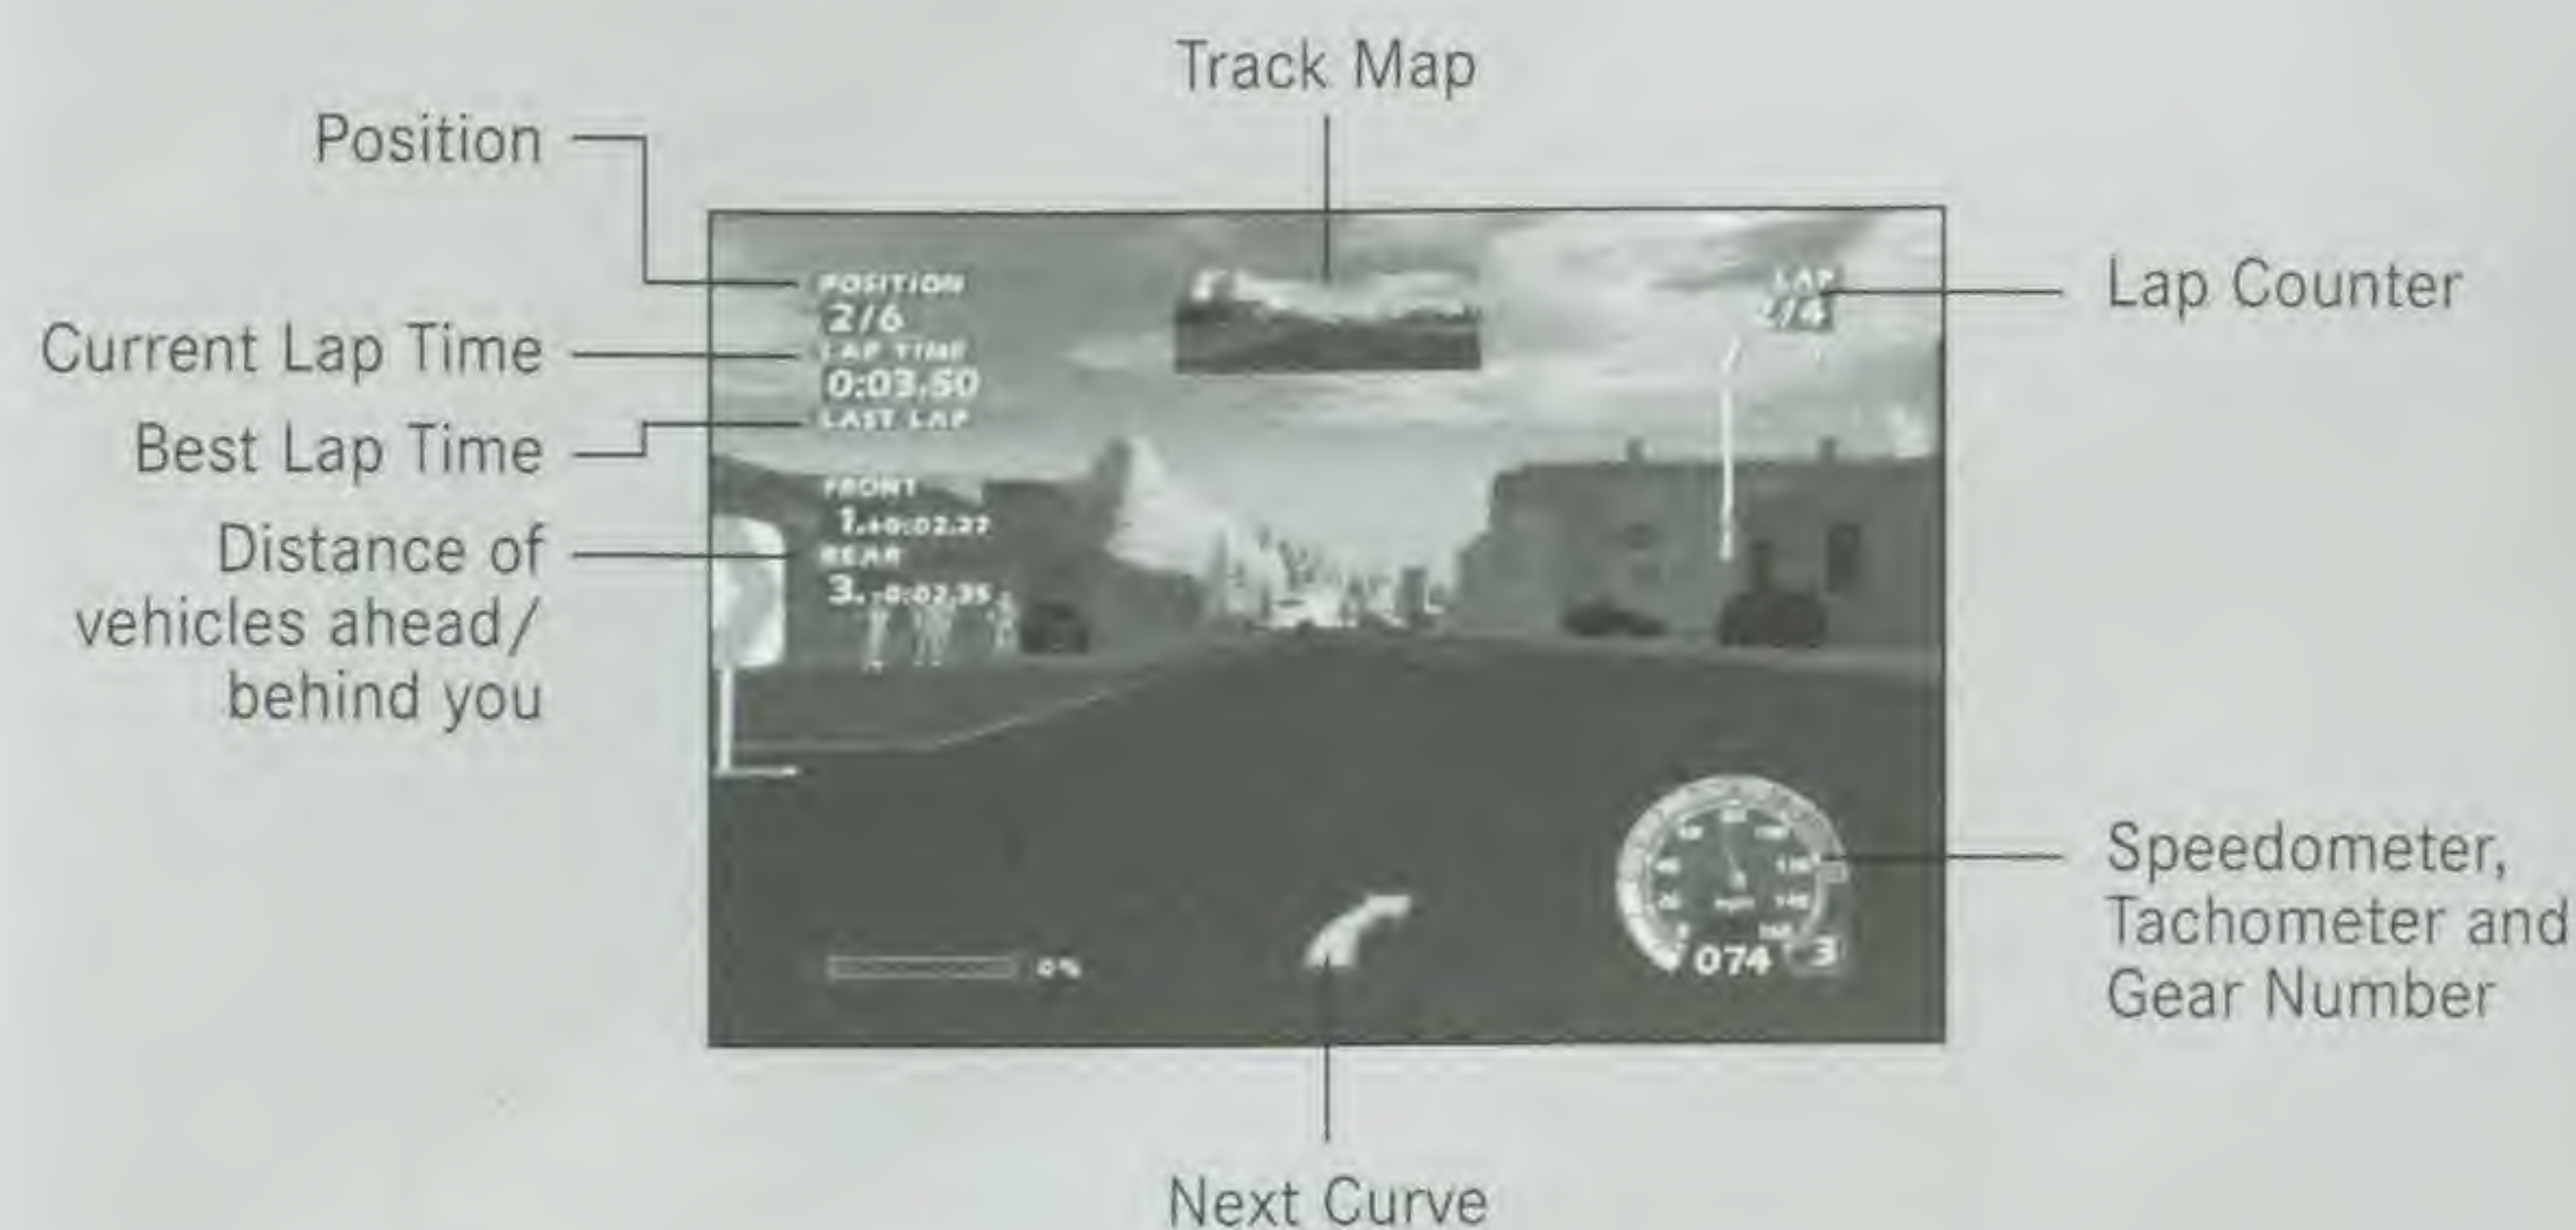 Track Map
Position
Lap Counter
Current Lap Time
Best Lap Time
Distance of
vehicles ahead/
behind you
POSITION
2/6
LAP TIME
0:03.50
LAST LAP
FRONT
1.+0:02.27
REAR
3.-0:02.35
LAP
/4
0%
mph
074
3
Speedometer,
Tachometer and
Gear Number
Next Curve